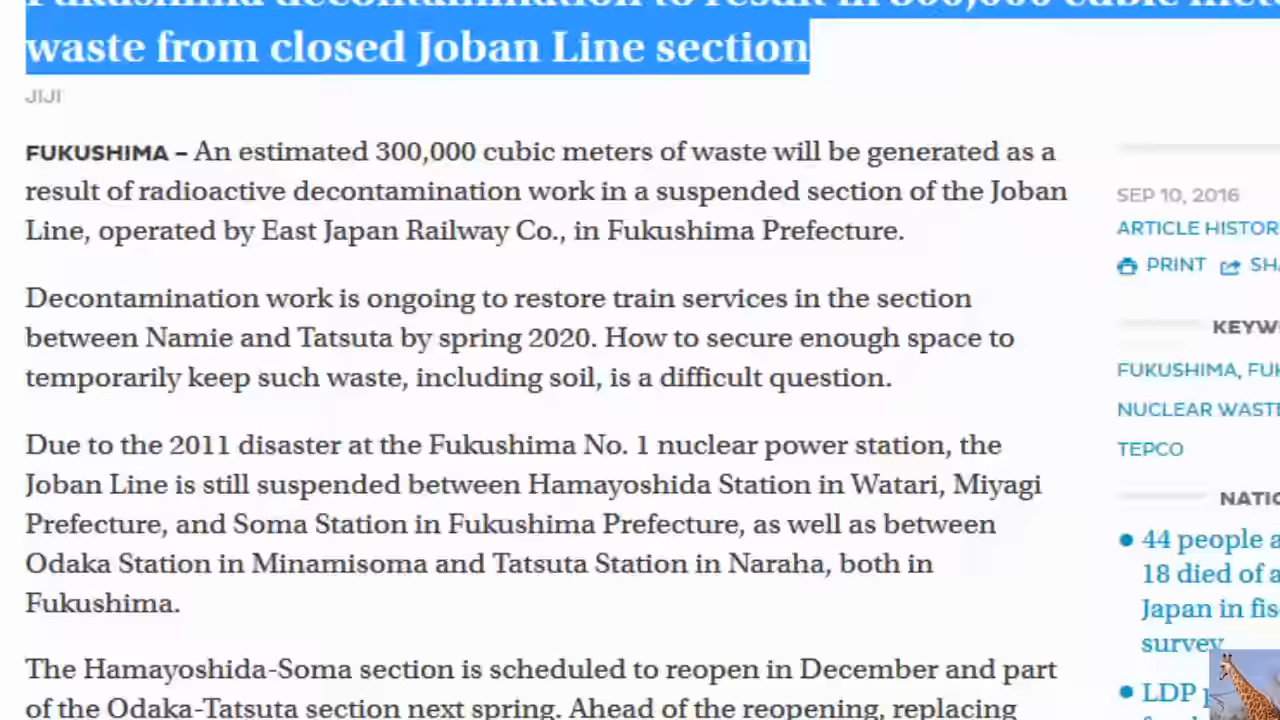 Fukushima decontamination to result in 300,000 cubic mete
waste from closed Joban Line section
JIJI
FUKUSHIMA – An estimated 300,000 cubic meters of waste will be generated as a
result of radioactive decontamination work in a suspended section of the Joban
Line, operated by East Japan Railway Co., in Fukushima Prefecture.
Decontamination work is ongoing to restore train services in the section
between Namie and Tatsuta by spring 2020. How to secure enough space to
temporarily keep such waste, including soil, is a difficult question.
Due to the 2011 disaster at the Fukushima No. 1 nuclear power station, the
Joban Line is still suspended between Hamayoshida Station in Watari, Miyagi
Prefecture, and Soma Station in Fukushima Prefecture, as well as between
Odaka Station in Minamisoma and Tatsuta Station in Naraha, both in
Fukushima.
The Hamayoshida-Soma section is scheduled to reopen in December and part
of the Odaka-Tatsuta section next spring. Ahead of the reopening, replacing
SEP 10, 2016
ARTICLE HISTOR
PRINT SHA
KEYW
FUKUSHIMA, FUK
NUCLEAR WASTE
TEPCO
NATIO
44 people a
18 died of a
Japan in fis
survey
LDP